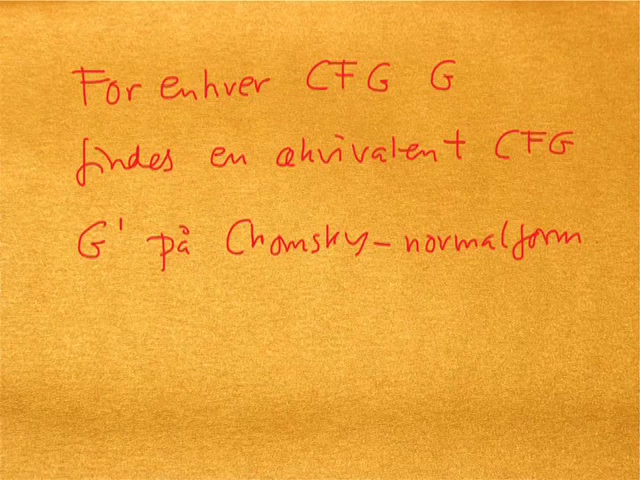 For enhver CFG G
findes en ækvivalent CFG
G' på Chomsky-normalform